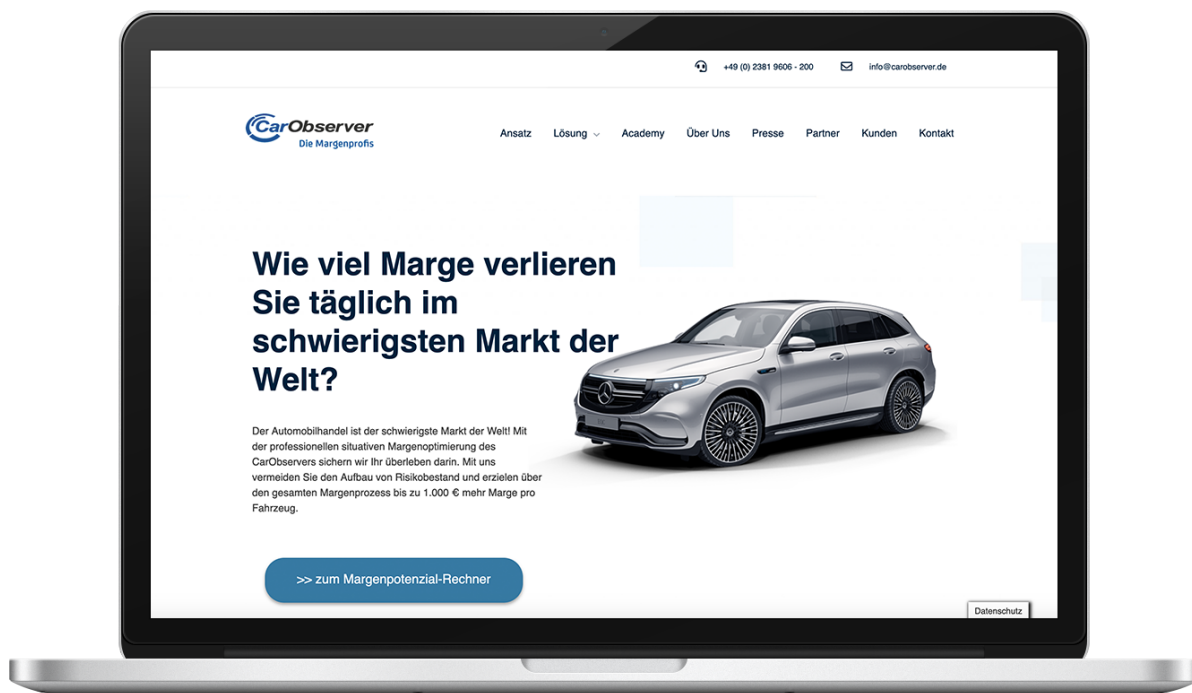 +49 (0) 2381 9606 - 200 info@carobserver.de
CarObserver
Die Margenprofis
Ansatz Lösung Academy Über Uns Presse Partner Kunden Kontakt
Wie viel Marge verlieren
Sie täglich im
schwierigsten Markt der
Welt?
Der Automobilhandel ist der schwierigste Markt der Welt! Mit
der professionellen situativen Margenoptimierung des
CarObservers sichern wir Ihr überleben darin. Mit uns
vermeiden Sie den Aufbau von Risikobestand und erzielen über
den gesamten Margenprozess bis zu 1.000 € mehr Marge pro
Fahrzeug.
>> zum Margenpotenzial-Rechner
Datenschutz